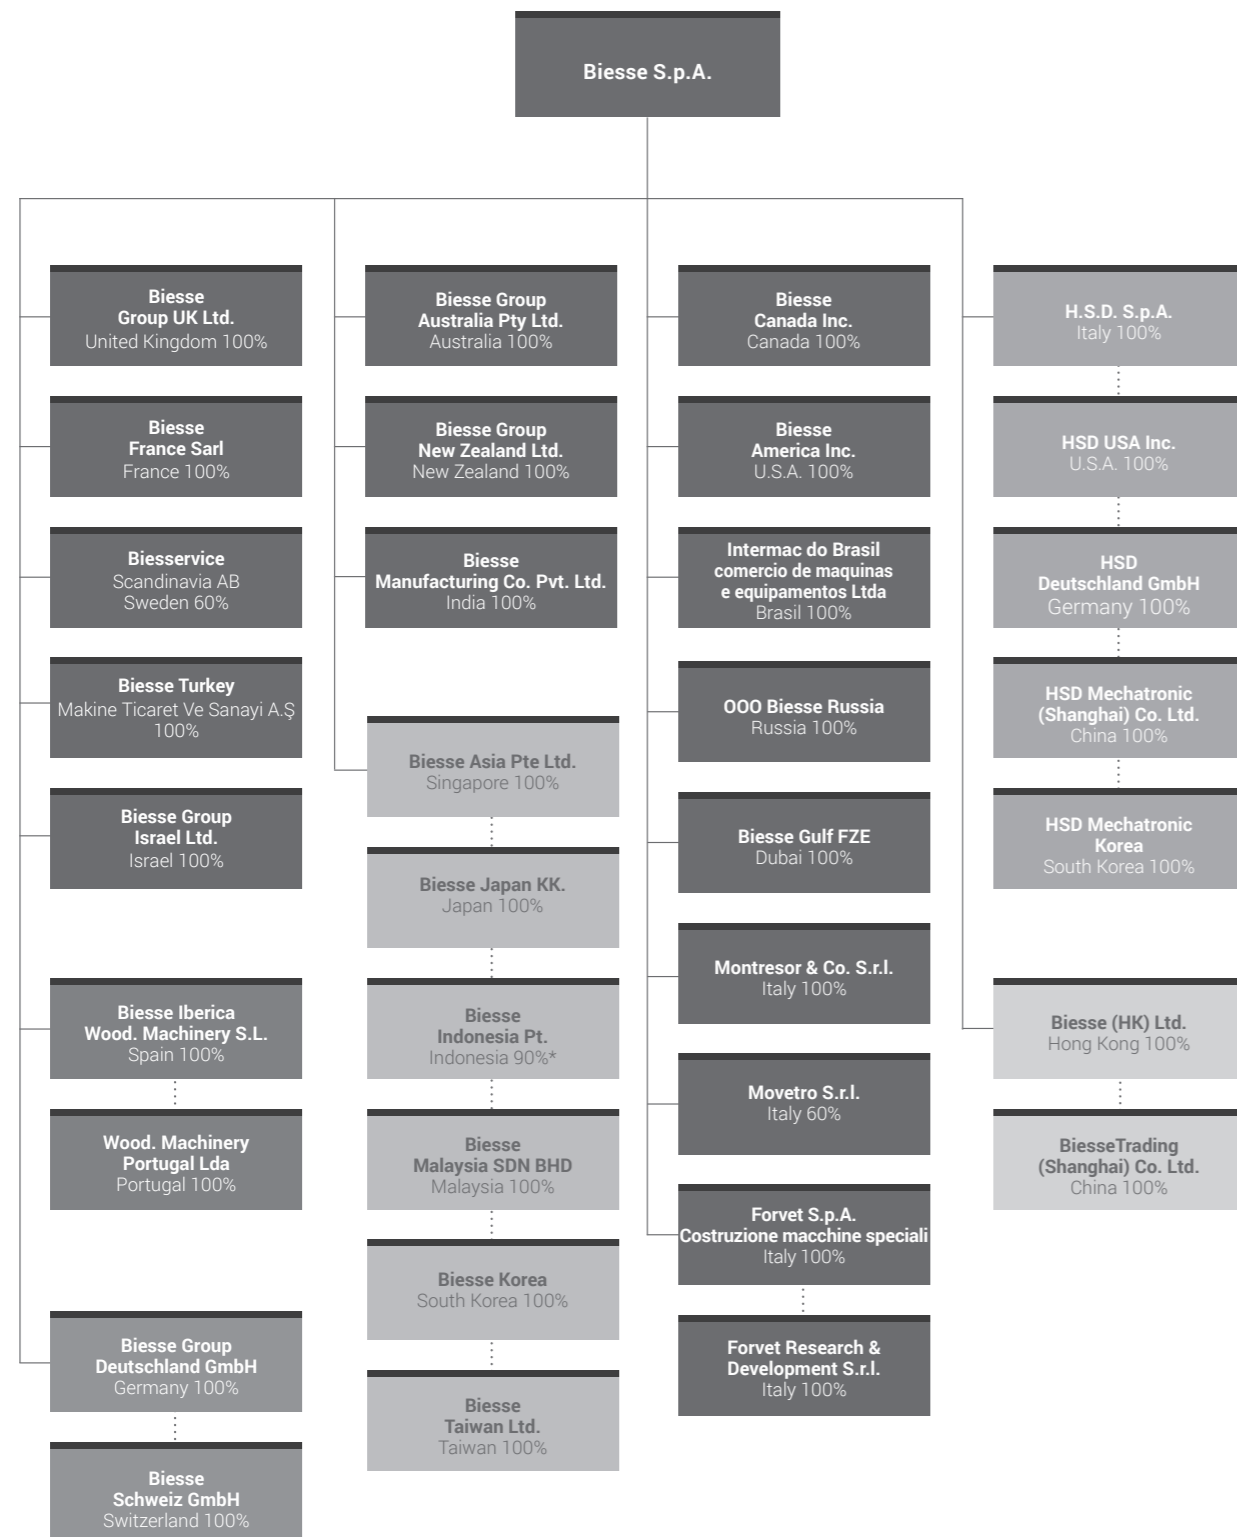 Biesse S.p.A.
Biesse
Group UK Ltd.
United Kingdom 100%
Biesse
France Sarl
France 100%
Biesservice
Scandinavia AB
Sweden 60%
Biesse Turkey
Makine Ticaret Ve Sanayi A.Ş
100%
Biesse Group
Israel Ltd.
Israel 100%
Biesse Iberica
Wood. Machinery S.L.
Spain 100%
Wood. Machinery
Portugal Lda
Portugal 100%
Biesse Group
Deutschland GmbH
Germany 100%
Biesse
Schweiz GmbH
Switzerland 100%
Biesse Group
Australia Pty Ltd.
Australia 100%
Biesse Group
New Zealand Ltd.
New Zealand 100%
Biesse
Manufacturing Co. Pvt. Ltd.
India 100%
Biesse Asia Pte Ltd.
Singapore 100%
Biesse Japan KK.
Japan 100%
Biesse
Indonesia Pt.
Indonesia 90%*
Biesse
Malaysia SDN BHD
Malaysia 100%
Biesse Korea
South Korea 100%
Biesse
Taiwan Ltd.
Taiwan 100%
Biesse
Canada Inc.
Canada 100%
Biesse
America Inc.
U.S.A. 100%
Intermac do Brasil
comercio de maquinas
e equipamentos Ltda
Brasil 100%
OOO Biesse Russia
Russia 100%
Biesse Gulf FZE
Dubai 100%
Montresor & Co. S.r.l.
Italy 100%
Movetro S.r.l.
Italy 60%
Forvet S.p.A.
Costruzione macchine speciali
Italy 100%
Forvet Research &
Development S.r.l.
Italy 100%
H.S.D. S.p.A.
Italy 100%
HSD USA Inc.
U.S.A. 100%
HSD
Deutschland GmbH
Germany 100%
HSD Mechatronic
(Shanghai) Co. Ltd.
China 100%
HSD Mechatronic
Korea
South Korea 100%
Biesse (HK) Ltd.
Hong Kong 100%
BiesseTrading
(Shanghai) Co. Ltd.
China 100%